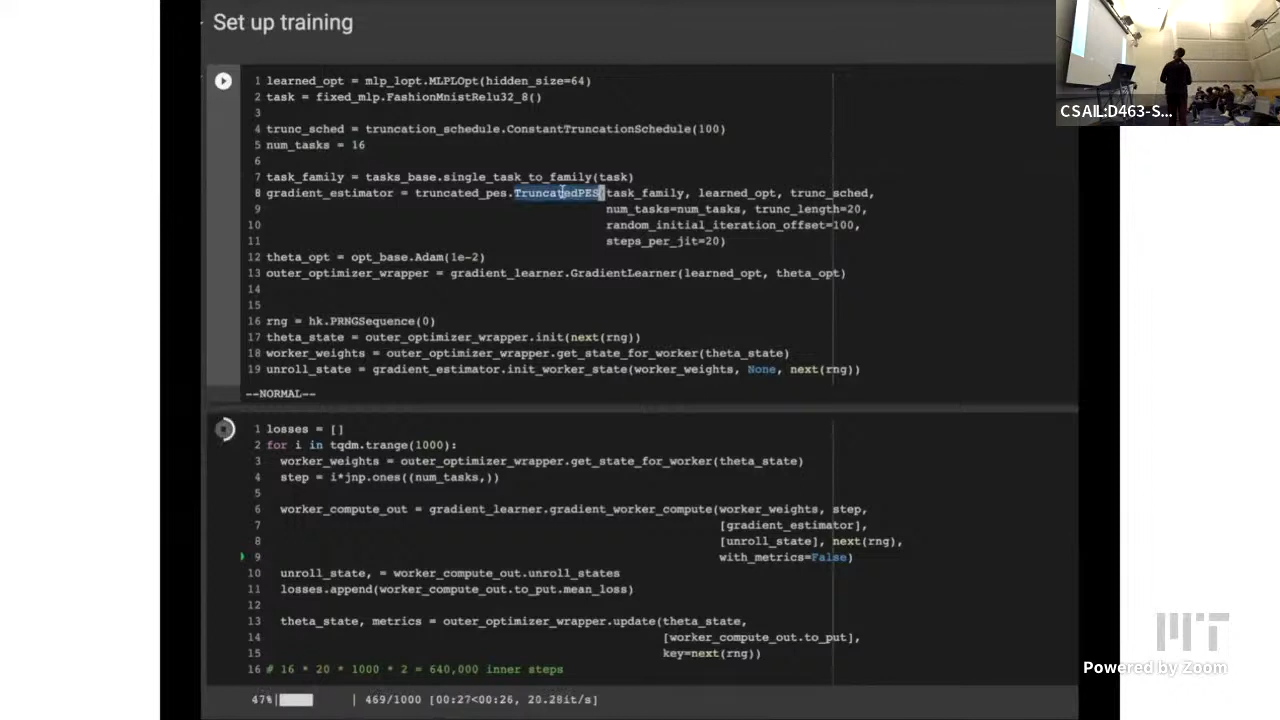 Set up training
1 learned_opt = mlp_lopt.MLPLOpt(hidden_size=64)
2 task = fixed_mlp.FashionMnistRelu32_8()
3
4 trunc_sched = truncation_schedule.ConstantTruncationSchedule(100)
5 num_tasks = 16
6
7 task_family = tasks_base.single_task_to_family(task)
8 gradient_estimator = truncated_pes.TruncatedPES(task_family, learned_opt, trunc_sched,
9 num_tasks=num_tasks, trunc_length=20,
10 random_initial_iteration_offset=100,
11 steps_per_jit=20)
12 theta_opt = opt_base.Adam(1e-2)
13 outer_optimizer_wrapper = gradient_learner.GradientLearner(learned_opt, theta_opt)
14
15
16 rng = hk.PRNGSequence(0)
17 theta_state = outer_optimizer_wrapper.init(next(rng))
18 worker_weights = outer_optimizer_wrapper.get_state_for_worker(theta_state)
19 unroll_state = gradient_estimator.init_worker_state(worker_weights, None, next(rng))
--NORMAL--
1 losses = []
2 for i in tqdm.trange(1000):
3 worker_weights = outer_optimizer_wrapper.get_state_for_worker(theta_state)
4 step = i*jnp.ones((num_tasks,))
5
6 worker_compute_out = gradient_learner.gradient_worker_compute(worker_weights, step,
7 [gradient_estimator],
8 [unroll_state], next(rng),
9 with_metrics=False)
10 unroll_state, = worker_compute_out.unroll_states
11 losses.append(worker_compute_out.to_put.mean_loss)
12
13 theta_state, metrics = outer_optimizer_wrapper.update(theta_state,
14 [worker_compute_out.to_put],
15 key=next(rng))
16 # 16 * 20 * 1000 * 2 = 640,000 inner steps
47%| | 469/1000 [00:27<00:26, 20.28it/s]
CSAIL:D463-S...
MIT
Powered by Zoom